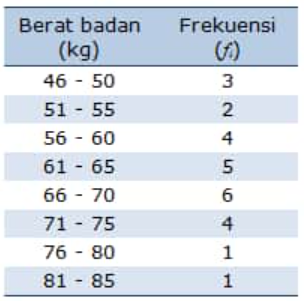 Berat badan (kg) Frekuensi (fᵢ)
46 - 50 3
51 - 55 2
56 - 60 4
61 - 65 5
66 - 70 6
71 - 75 4
76 - 80 1
81 - 85 1